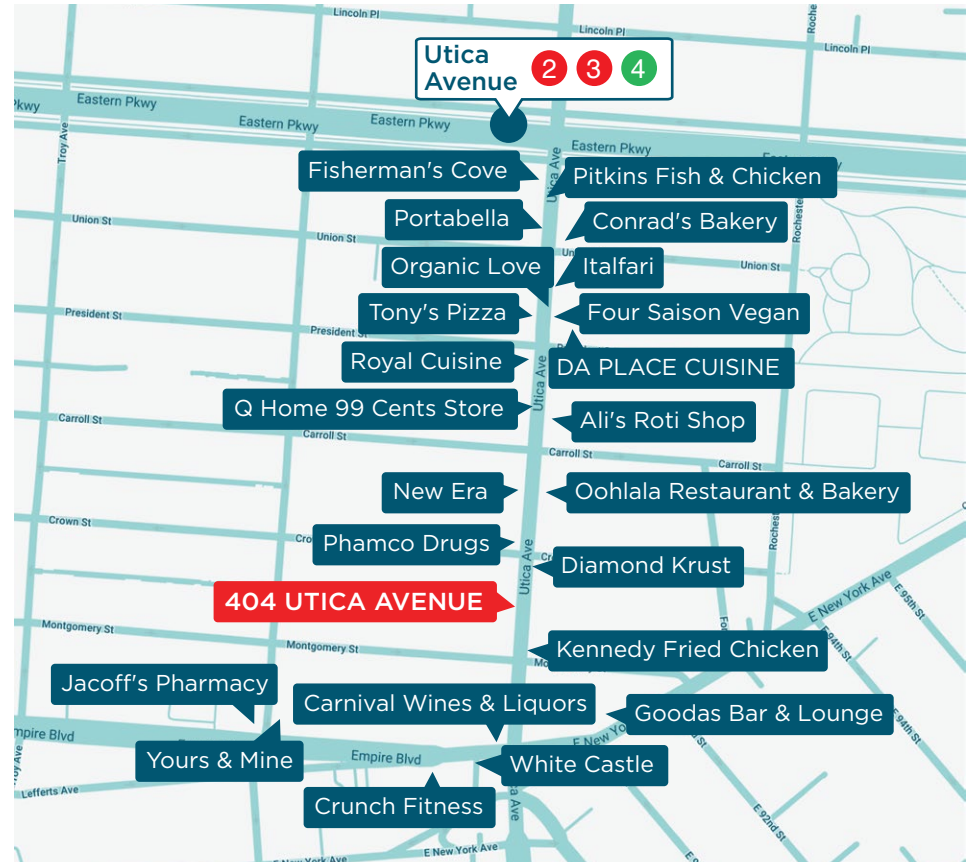 Lincoln Pl
Lincoln Pl
Utica
Avenue
2 3 4
Eastern Pkwy
Eastern Pkwy
Eastern Pkwy
Eastern Pkwy
Troy Ave
Utica Ave
Fisherman's Cove
Pitkins Fish & Chicken
Portabella
Conrad's Bakery
Union St
Union St
Union St
Organic Love
Italfari
Tony's Pizza
Four Saison Vegan
President St
President St
Royal Cuisine
DA PLACE CUISINE
Utica Ave
Q Home 99 Cents Store
Ali's Roti Shop
Carroll St
Carroll St
Carroll St
Carroll St
New Era
Oohlala Restaurant & Bakery
Crown St
Phamco Drugs
Diamond Krust
Utica Ave
404 UTICA AVENUE
E New York Ave
E 95th St
E 94th St
E 94th St
Montgomery St
Montgomery St
Kennedy Fried Chicken
Jacoff's Pharmacy
Carnival Wines & Liquors
Goodas Bar & Lounge
Yours & Mine
Empire Blvd
White Castle
Lefferts Ave
Crunch Fitness
E 92nd St
E New York Ave
E New York Ave